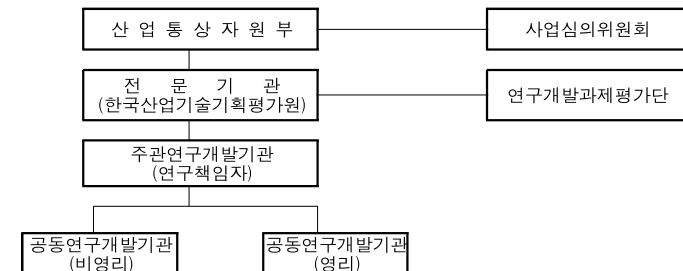 산 업 통 상 자 원 부
사업심의위원회
전 문 기 관
(한국산업기술기획평가원)
연구개발과제평가단
주관연구개발기관
(연구책임자)
공동연구개발기관
(비영리)
공동연구개발기관
(영리)